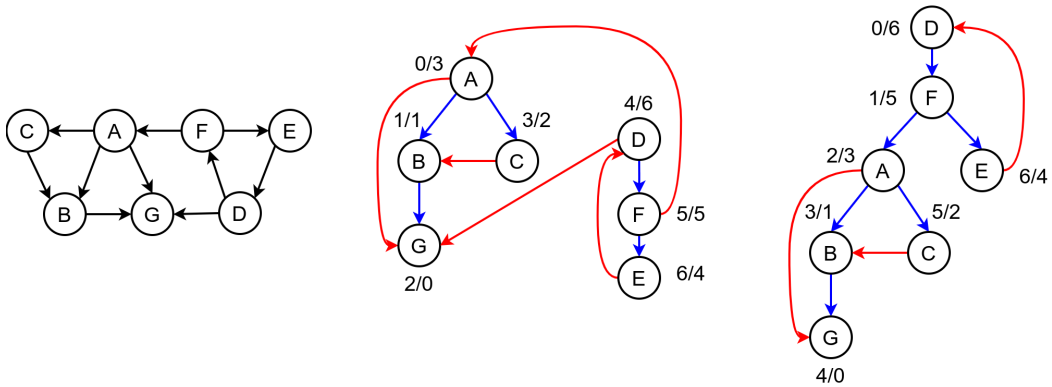 C A F E
B G D
0/3
A
1/1 3/2
B C
G
2/0
4/6
D
F 5/5
E 6/4
0/6 D
1/5 F
2/3 A E 6/4
3/1 5/2
B C
G
4/0